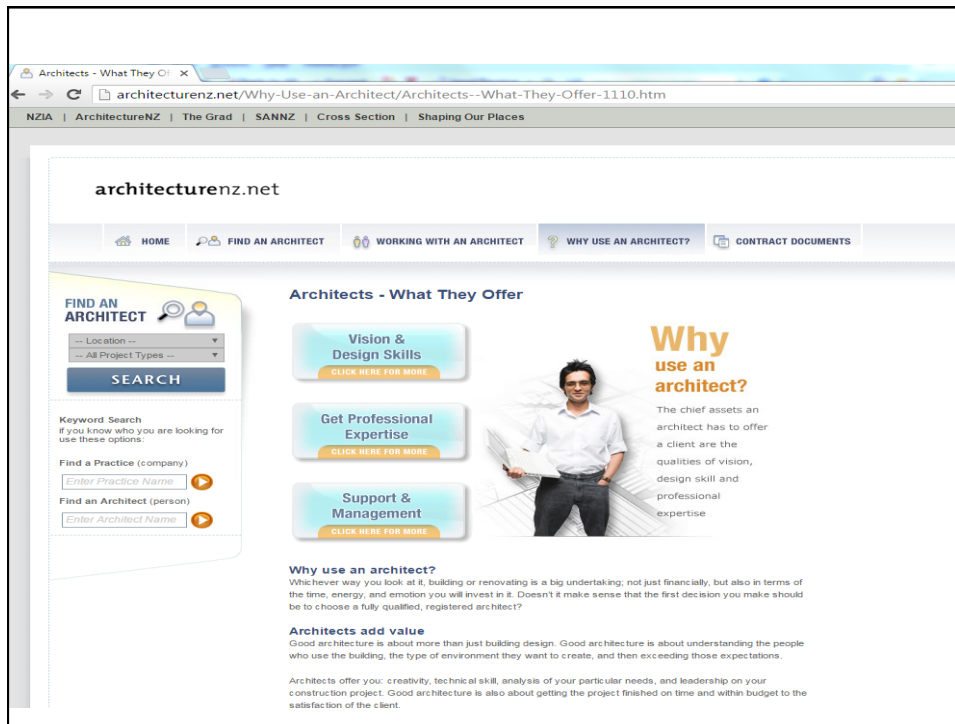 Architects - What They Of
architecturenz.net/Why-Use-an-Architect/Architects--What-They-Offer-1110.htm
NZIA | ArchitectureNZ | The Grad | SANNZ | Cross Section | Shaping Our Places
architecturenz.net
HOME FIND AN ARCHITECT WORKING WITH AN ARCHITECT WHY USE AN ARCHITECT? CONTRACT DOCUMENTS
FIND AN
ARCHITECT
-- Location --
-- All Project Types --
SEARCH
Keyword Search
if you know who you are looking for
use these options:
Find a Practice (company)
Enter Practice Name
Find an Architect (person)
Enter Architect Name
Architects - What They Offer
Vision &
Design Skills
CLICK HERE FOR MORE
Get Professional
Expertise
CLICK HERE FOR MORE
Support &
Management
CLICK HERE FOR MORE
Why
use an
architect?
The chief assets an
architect has to offer
a client are the
qualities of vision,
design skill and
professional
expertise
Why use an architect?
Whichever way you look at it, building or renovating is a big undertaking; not just financially, but also in terms of
the time, energy, and emotion you will invest in it. Doesn't it make sense that the first decision you make should
be to choose a fully qualified, registered architect?
Architects add value
Good architecture is about more than just building design. Good architecture is about understanding the people
who use the building, the type of environment they want to create, and then exceeding those expectations.
Architects offer you: creativity, technical skill, analysis of your particular needs, and leadership on your
construction project. Good architecture is also about getting the project finished on time and within budget to the
satisfaction of the client.